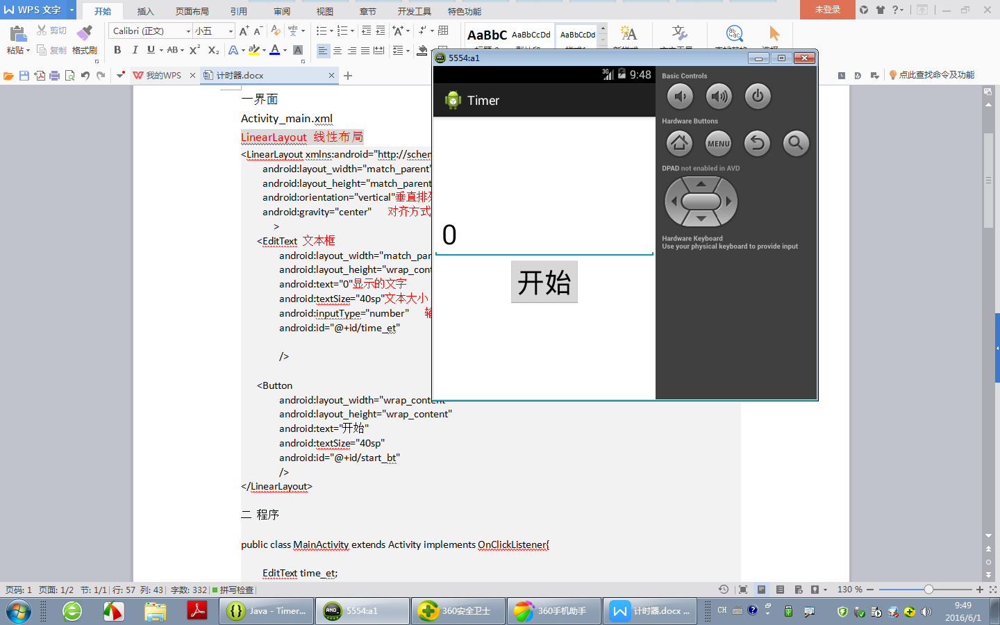 WPS 文字
开始
插入
页面布局
引用
审阅
视图
章节
开发工具
特色功能
未登录
粘贴
剪切
复制
格式刷
Calibri (正文)
小五
AaBbC
AaBbCcDd
AaBbCcDd
我的WPS
计时器.docx
点此查找命令及功能
一界面
Activity_main.xml
LinearLayout 线性布局
<LinearLayout xmlns:android="http://scher
android:layout_width="match_parent"
android:layout_height="match_parent
android:orientation="vertical"垂直排列
android:gravity="center" 对齐方式
>
<EditText 文本框
android:layout_width="match_par
android:layout_height="wrap_cont
android:text="0"显示的文字
android:textSize="40sp"文本大小
android:inputType="number" 输
android:id="@+id/time_et"
/>
<Button
android:layout_width="wrap_content"
android:layout_height="wrap_content"
android:text="开始"
android:textSize="40sp"
android:id="@+id/start_bt"
/>
</LinearLayout>
二 程序
public class MainActivity extends Activity implements OnClickListener{
EditText time_et;
5554:a1
3G
9:48
Timer
0
开始
Basic Controls
Hardware Buttons
MENU
DPAD not enabled in AVD
Hardware Keyboard
Use your physical keyboard to provide input
页码: 1 页面: 1/2 节: 1/1 行: 57 列: 43 字数: 332 拼写检查
130 %
Java - Timer...
5554:a1
360安全卫士
360手机助手
计时器.docx ...
CH
9:49
2016/6/1